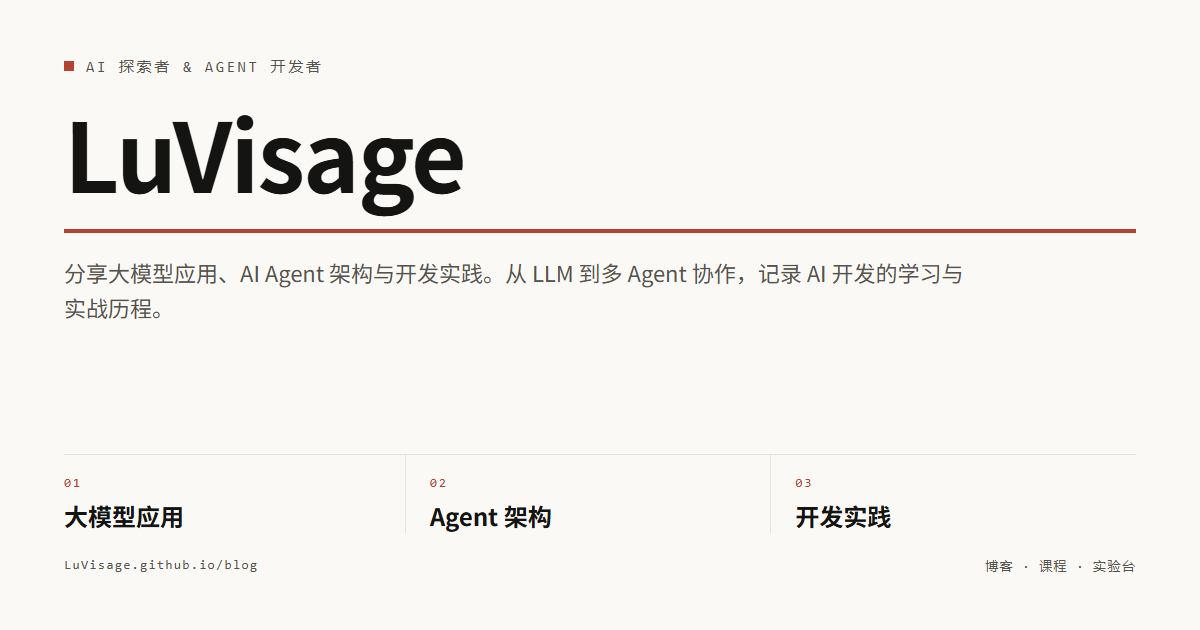 AI 探索者 & AGENT 开发者
LuVisage
分享大模型应用、AI Agent 架构与开发实践。从 LLM 到多 Agent 协作，记录 AI 开发的学习与
实战历程。
01
大模型应用
02
Agent 架构
03
开发实践
LuVisage.github.io/blog
博客 · 课程 · 实验台